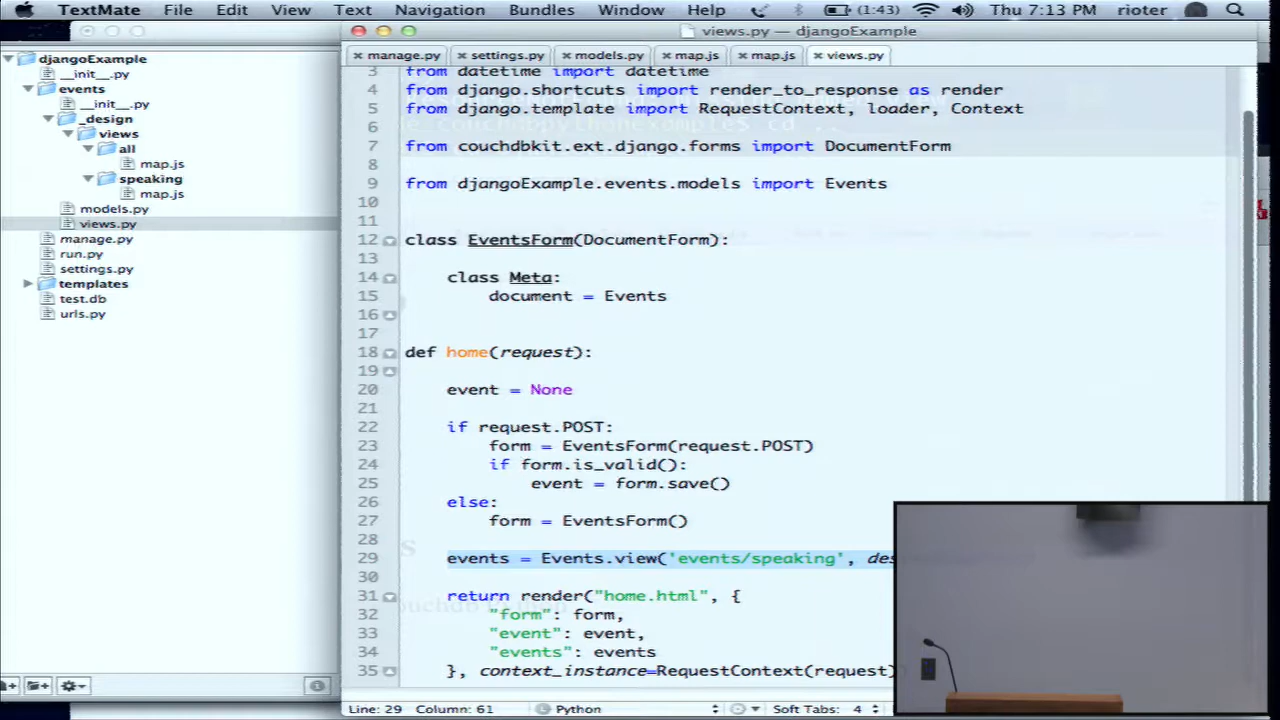 TextMate File Edit View Text Navigation Bundles Window Help (1:43) Thu 7:13 PM rioter
views.py — djangoExample
djangoExample
__init__.py
events
__init__.py
_design
views
all
map.js
speaking
map.js
models.py
views.py
manage.py
run.py
settings.py
templates
test.db
urls.py
manage.py settings.py models.py map.js map.js views.py
3 from datetime import datetime
4 from django.shortcuts import render_to_response as render
5 from django.template import RequestContext, loader, Context
6
7 from couchdbkit.ext.django.forms import DocumentForm
8
9 from djangoExample.events.models import Events
10
11
12 class EventsForm(DocumentForm):
13
14 class Meta:
15 document = Events
16
17
18 def home(request):
19
20 event = None
21
22 if request.POST:
23 form = EventsForm(request.POST)
24 if form.is_valid():
25 event = form.save()
26 else:
27 form = EventsForm()
28
29 events = Events.view('events/speaking', des
30
31 return render("home.html", {
32 "form": form,
33 "event": event,
34 "events": events
35 }, context_instance=RequestContext(request)
Line: 29 Column: 61 Python Soft Tabs: 4